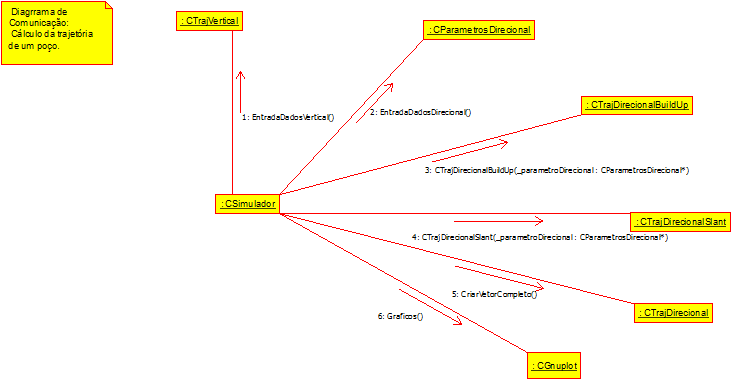 Diagrrama de
Comunicação:
Cálculo da trajetória
de um poço.
: CTrajVertical
: CParametrosDirecional
1: EntradaDadosVertical()
2: EntradaDadosDirecional()
: CTrajDirecionalBuildUp
3: CTrajDirecionalBuildUp(_parametroDirecional : CParametrosDirecional*)
: CSimulador
: CTrajDirecionalSlant
4: CTrajDirecionalSlant(_parametroDirecional : CParametrosDirecional*)
5: CriarVetorCompleto()
: CTrajDirecional
6: Graficos()
: CGnuplot